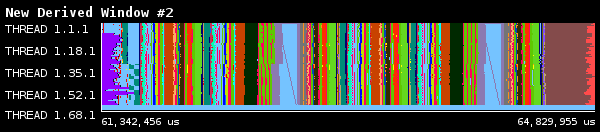 New Derived Window #2
THREAD 1.1.1
THREAD 1.18.1
THREAD 1.35.1
THREAD 1.52.1
THREAD 1.68.1
61,342,456 us
64,829,955 us